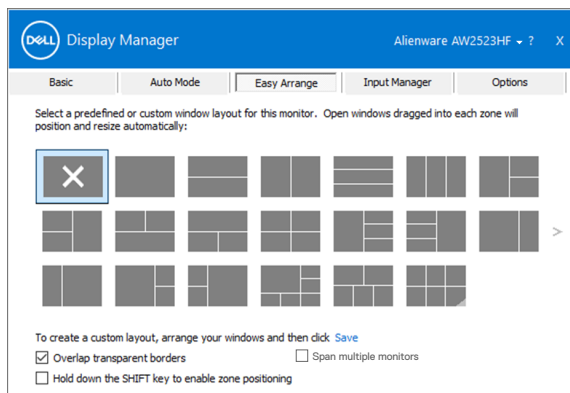 DELL Display Manager Alienware AW2523HF ? X
Basic Auto Mode Easy Arrange Input Manager Options
Select a predefined or custom window layout for this monitor. Open windows dragged into each zone will
position and resize automatically:
To create a custom layout, arrange your windows and then click Save
Overlap transparent borders Span multiple monitors
Hold down the SHIFT key to enable zone positioning